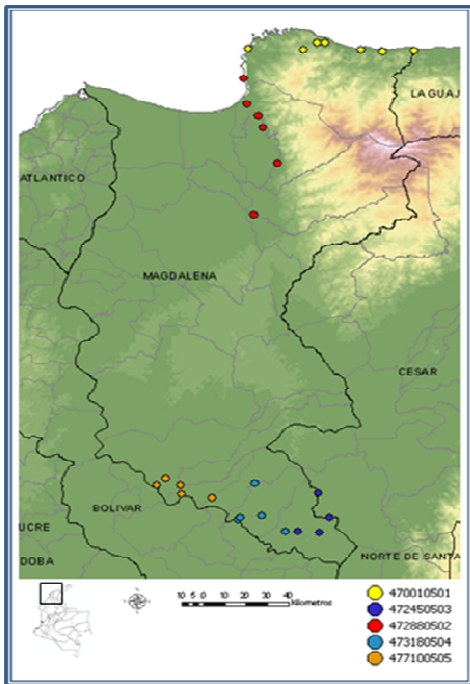 LA GUAJ
ATLANTICO
MAGDALENA
CESAR
BOLIVAR
UCRE
DOBA
NORTE DE SANTA
10 5 0 10 20 30 40
Kilometros
470010501
472450503
472880502
473180504
477100505